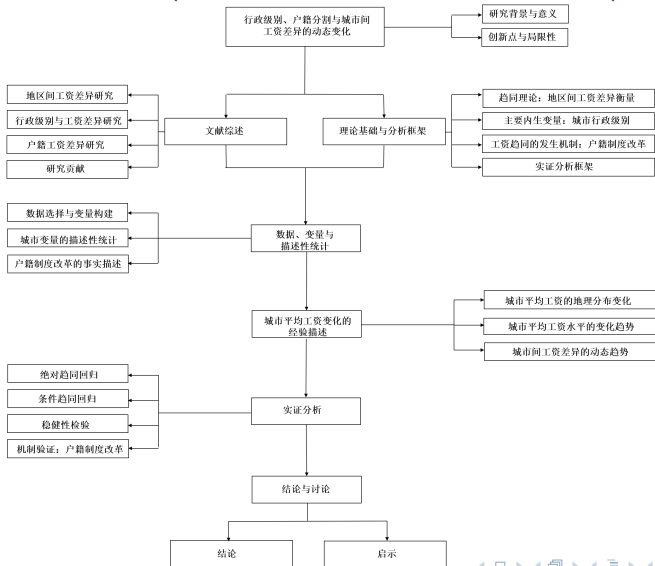 行政级别、户籍分割与城市间
工资差异的动态变化
研究背景与意义
创新点与局限性
地区间工资差异研究
行政级别与工资差异研究
户籍工资差异研究
研究贡献
文献综述
理论基础与分析框架
趋同理论：地区间工资差异衡量
主要内生变量：城市行政级别
工资趋同的发生机制：户籍制度改革
实证分析框架
数据选择与变量构建
城市变量的描述性统计
户籍制度改革的事实描述
数据、变量与
描述性统计
城市平均工资变化的
经验描述
城市平均工资的地理分布变化
城市平均工资水平的变化趋势
城市间工资差异的动态趋势
绝对趋同回归
条件趋同回归
稳健性检验
机制验证：户籍制度改革
实证分析
结论与讨论
结论
启示